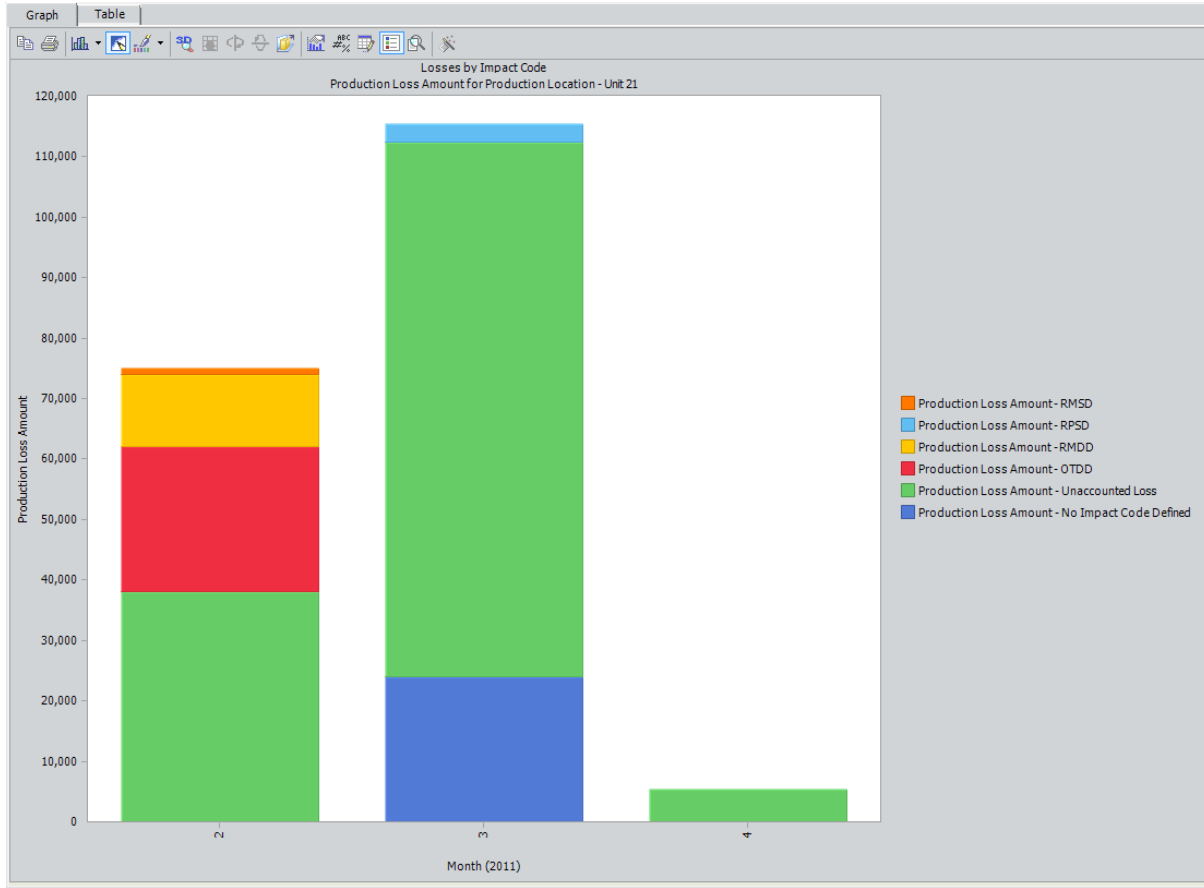 Graph Table
3D ABC #%
Losses by Impact Code
Production Loss Amount for Production Location - Unit 21
120,000
110,000
100,000
90,000
80,000
70,000
60,000
50,000
40,000
30,000
20,000
10,000
0
Production Loss Amount
2 3 4
Month (2011)
Production Loss Amount - RMSD
Production Loss Amount - RPSD
Production Loss Amount - RMDD
Production Loss Amount - OTDD
Production Loss Amount - Unaccounted Loss
Production Loss Amount - No Impact Code Defined